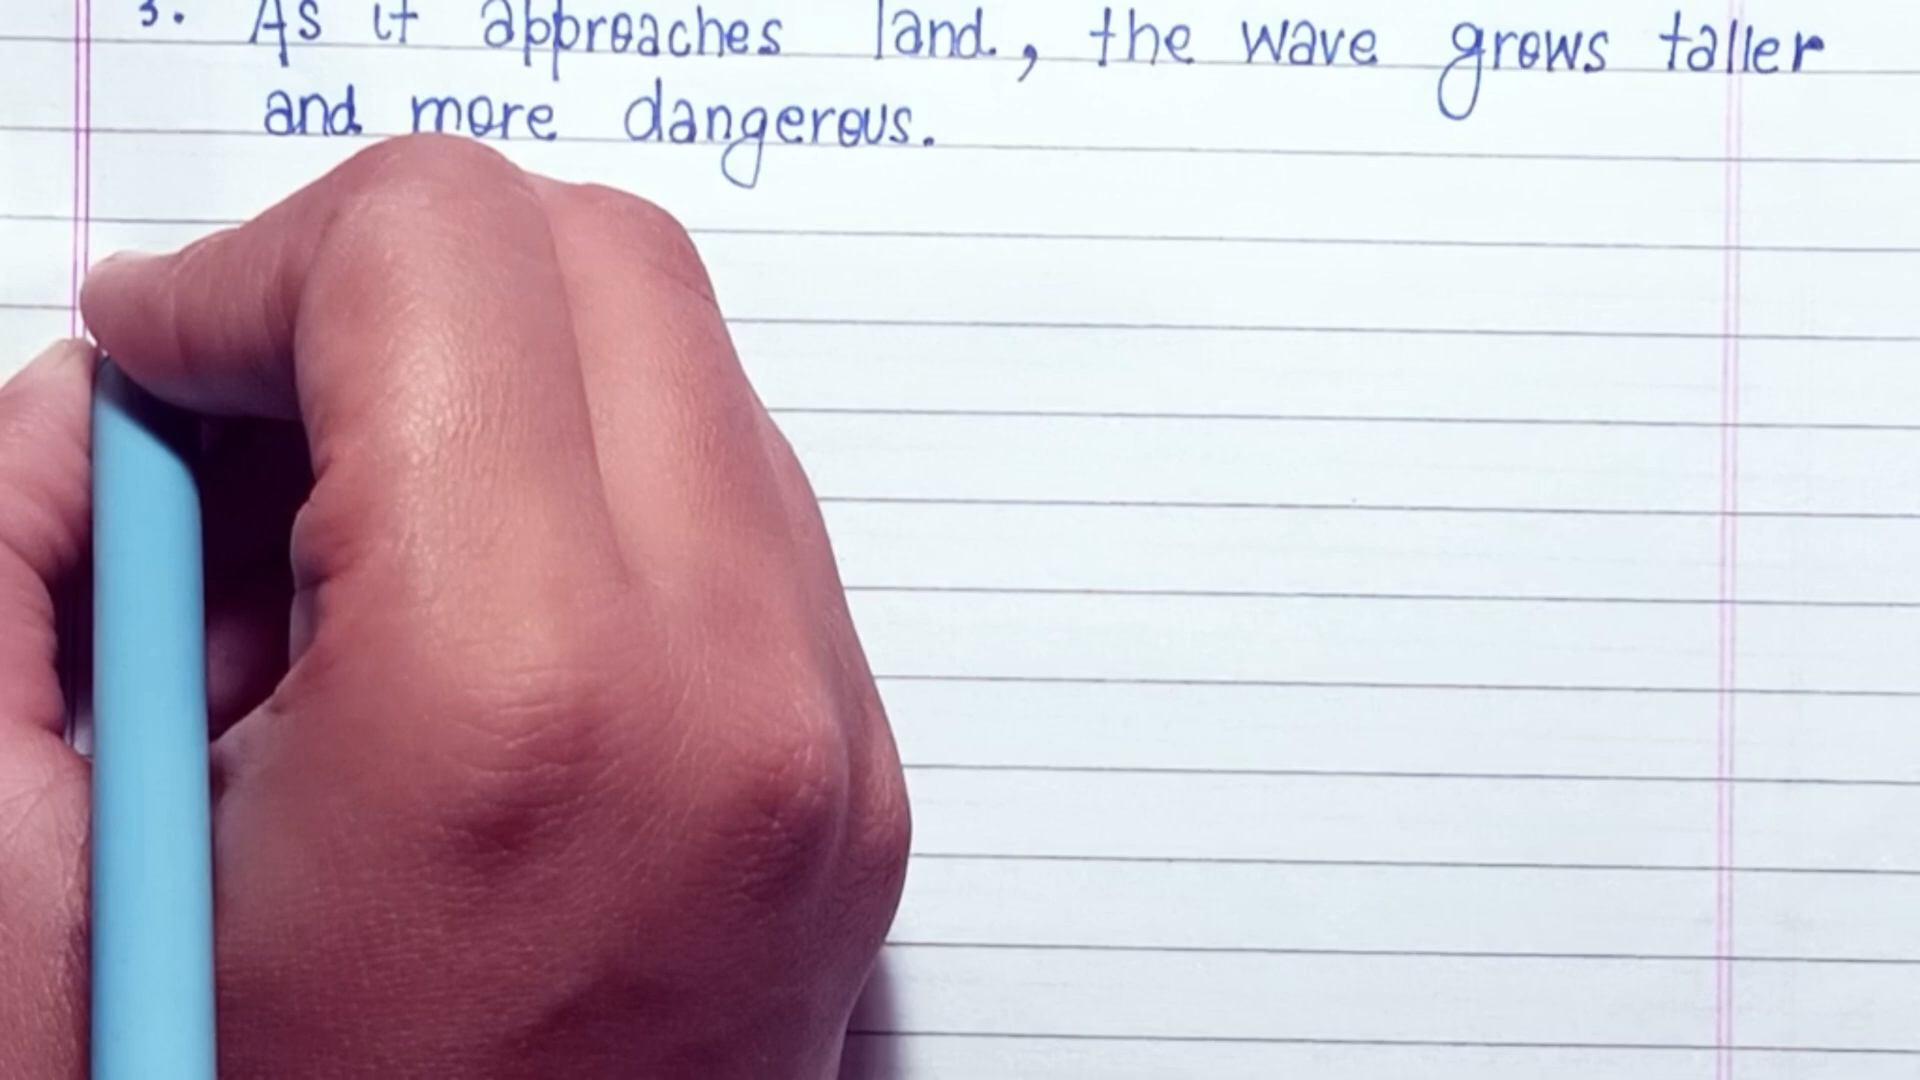 3. As it approaches land., the wave grows taller
and more dangerous.